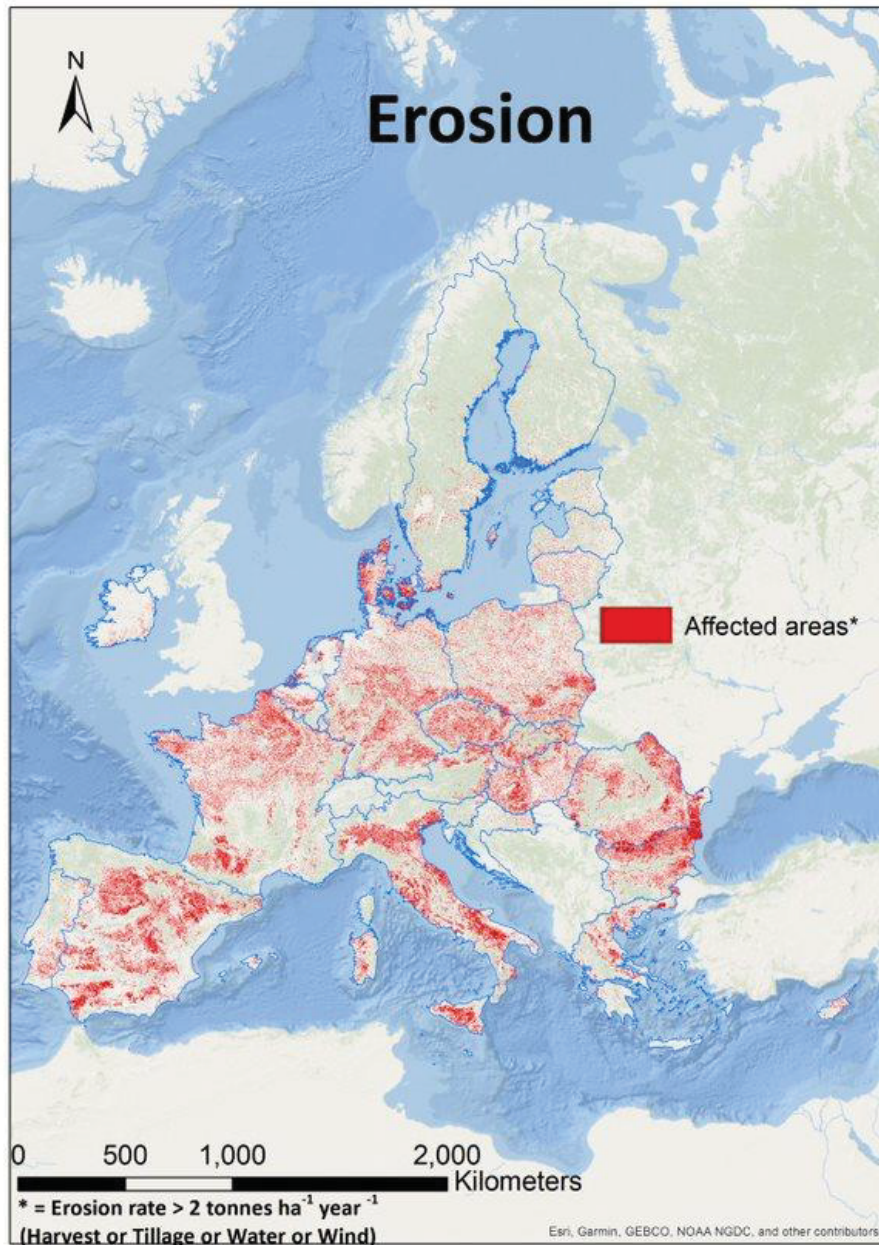 N
Erosion
Affected areas*
0 500 1,000 2,000
Kilometers
* = Erosion rate > 2 tonnes ha⁻¹ year ⁻¹
(Harvest or Tillage or Water or Wind)
Esri, Garmin, GEBCO, NOAA NGDC, and other contributors